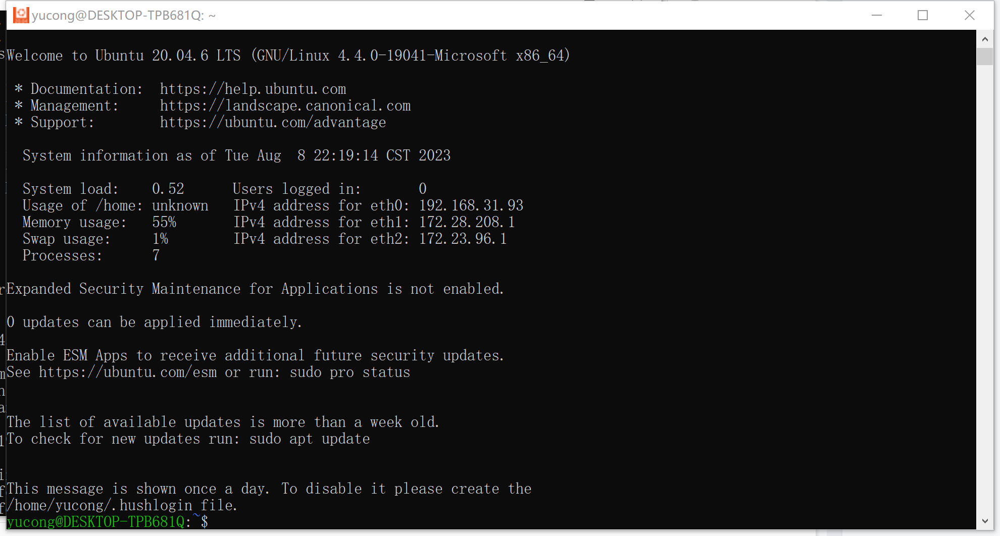 yucong@DESKTOP-TPB681Q: ~
Welcome to Ubuntu 20.04.6 LTS (GNU/Linux 4.4.0-19041-Microsoft x86_64)
* Documentation:  https://help.ubuntu.com
* Management:     https://landscape.canonical.com
* Support:        https://ubuntu.com/advantage
System information as of Tue Aug  8 22:19:14 CST 2023
System load:    0.52      Users logged in:       0
Usage of /home: unknown   IPv4 address for eth0: 192.168.31.93
Memory usage:   55%       IPv4 address for eth1: 172.28.208.1
Swap usage:     1%        IPv4 address for eth2: 172.23.96.1
Processes:      7
Expanded Security Maintenance for Applications is not enabled.
0 updates can be applied immediately.
Enable ESM Apps to receive additional future security updates.
See https://ubuntu.com/esm or run: sudo pro status
The list of available updates is more than a week old.
To check for new updates run: sudo apt update
This message is shown once a day. To disable it please create the
/home/yucong/.hushlogin file.
yucong@DESKTOP-TPB681Q:~$